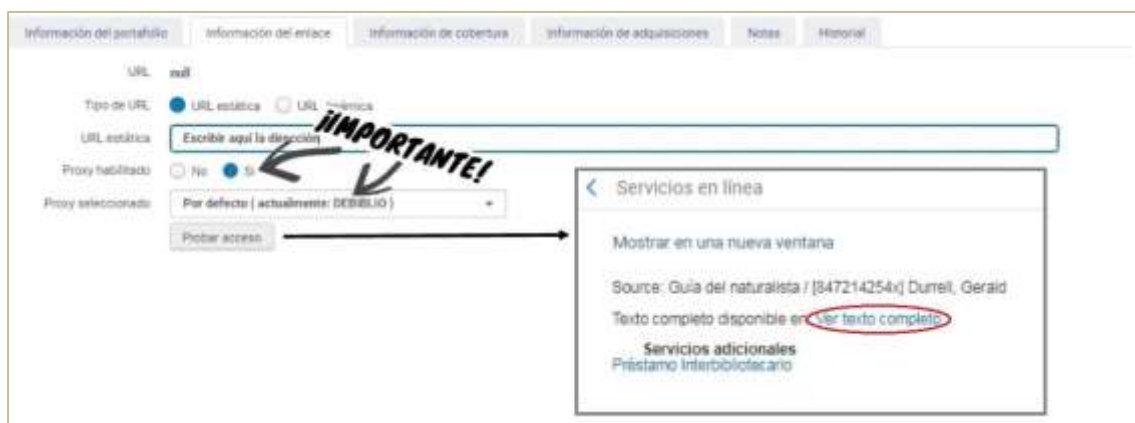 Información del portafolio Información del enlace Información de cobertura Información de adquisiciones Notas Historial
URL null
Tipo de URL URL estática URL
URL estática Escribir aquí la dirección
¡IMPORTANTE!
Proxy habilitado No Sí
Proxy seleccionado Por defecto ( actualmente: DEBIBLIO )
Probar acceso
Servicios en línea
Mostrar en una nueva ventana
Source: Guía del naturalista / [847214254x] Durrell, Gerald
Texto completo disponible en Ver texto completo
Servicios adicionales
Préstamo Interbibliotecario